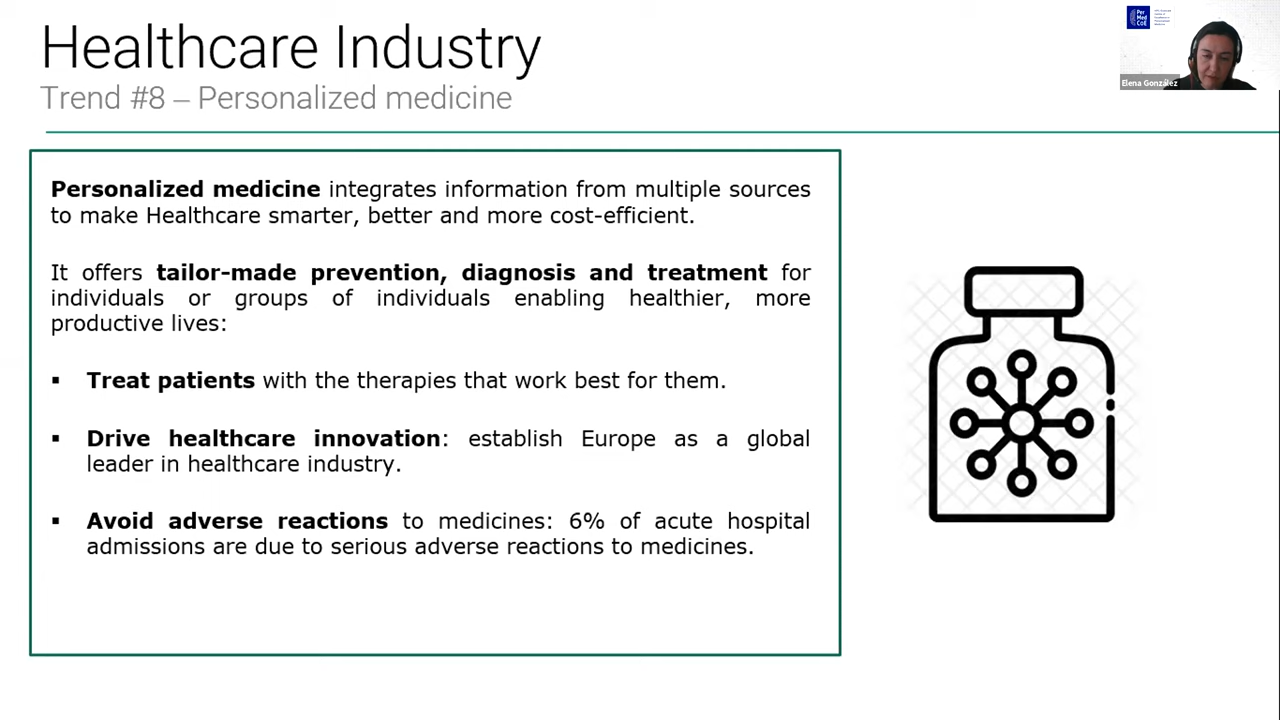 Healthcare Industry
Trend #8 – Personalized medicine
Per
Med
CoE
Elena González
Personalized medicine integrates information from multiple sources
to make Healthcare smarter, better and more cost-efficient.
It offers tailor-made prevention, diagnosis and treatment for
individuals or groups of individuals enabling healthier, more
productive lives:
▪ Treat patients with the therapies that work best for them.
▪ Drive healthcare innovation: establish Europe as a global
leader in healthcare industry.
▪ Avoid adverse reactions to medicines: 6% of acute hospital
admissions are due to serious adverse reactions to medicines.